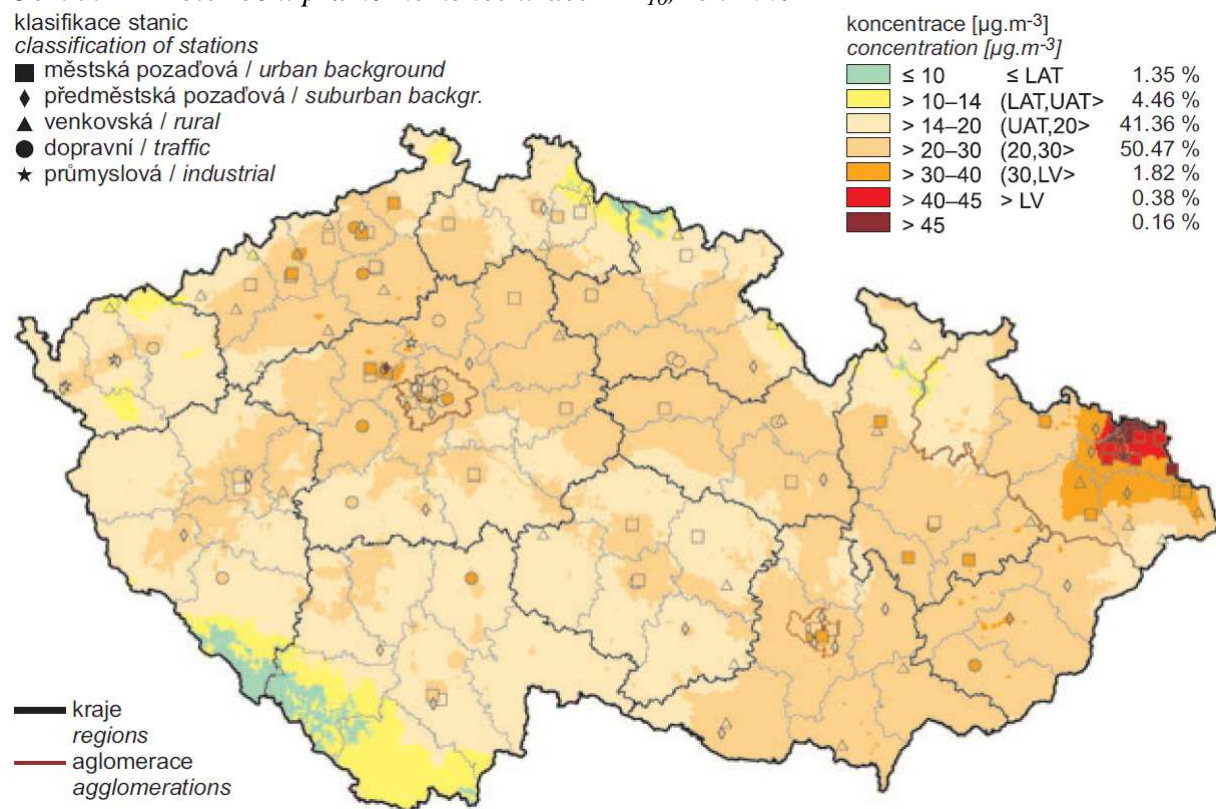 klasifikace stanic
classification of stations
městská pozaďová / urban background
předměstská pozaďová / suburban backgr.
venkovská / rural
dopravní / traffic
průmyslová / industrial
koncentrace [µg.m-3]
concentration [µg.m-3]
≤ 10 ≤ LAT 1.35 %
> 10–14 (LAT,UAT> 4.46 %
> 14–20 (UAT,20> 41.36 %
> 20–30 (20,30> 50.47 %
> 30–40 (30,LV> 1.82 %
> 40–45 > LV 0.38 %
> 45 0.16 %
kraje
regions
aglomerace
agglomerations